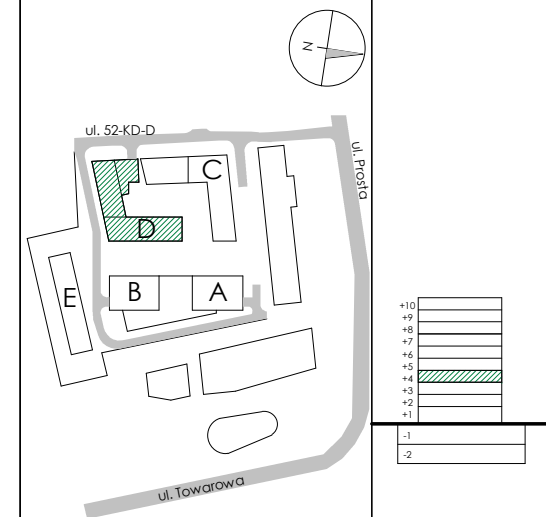 N
ul. 52-KD-D
C
ul. Prosta
D
E
B
A
ul. Towarowa
+10
+9
+8
+7
+6
+5
+4
+3
+2
+1
-1
-2